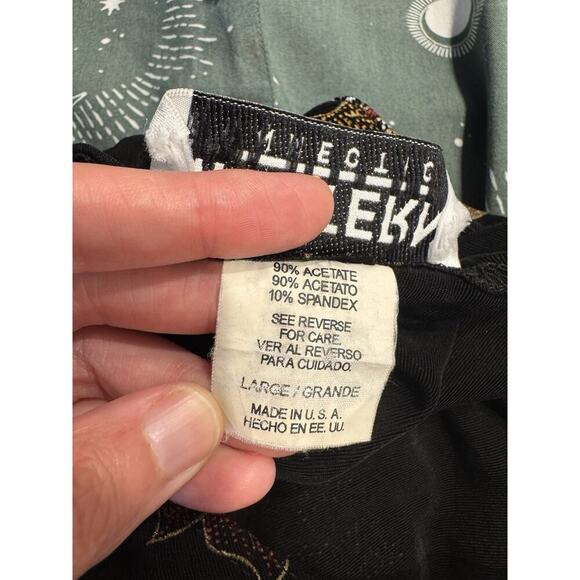 90% ACETATE
90% ACETATO
10% SPANDEX
SEE REVERSE
FOR CARE.
VER AL REVERSO
PARA CUIDADO.
LARGE / GRANDE
MADE IN U. S. A.
HECHO EN EE. UU.